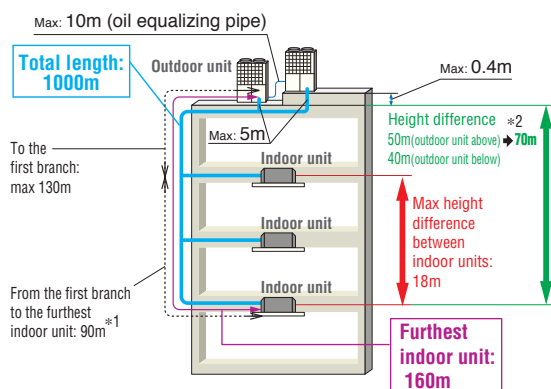 Max: 10m (oil equalizing pipe)
Total length:
1000m
Outdoor unit
Max: 0.4m
Max: 5m
Height difference *2
50m(outdoor unit above) ➔ 70m
40m(outdoor unit below)
To the
first branch:
max 130m
Indoor unit
Indoor unit
Indoor unit
Max height
difference
between
indoor units:
18m
From the first branch
to the furthest
indoor unit: 90m*1
Furthest
indoor unit:
160m